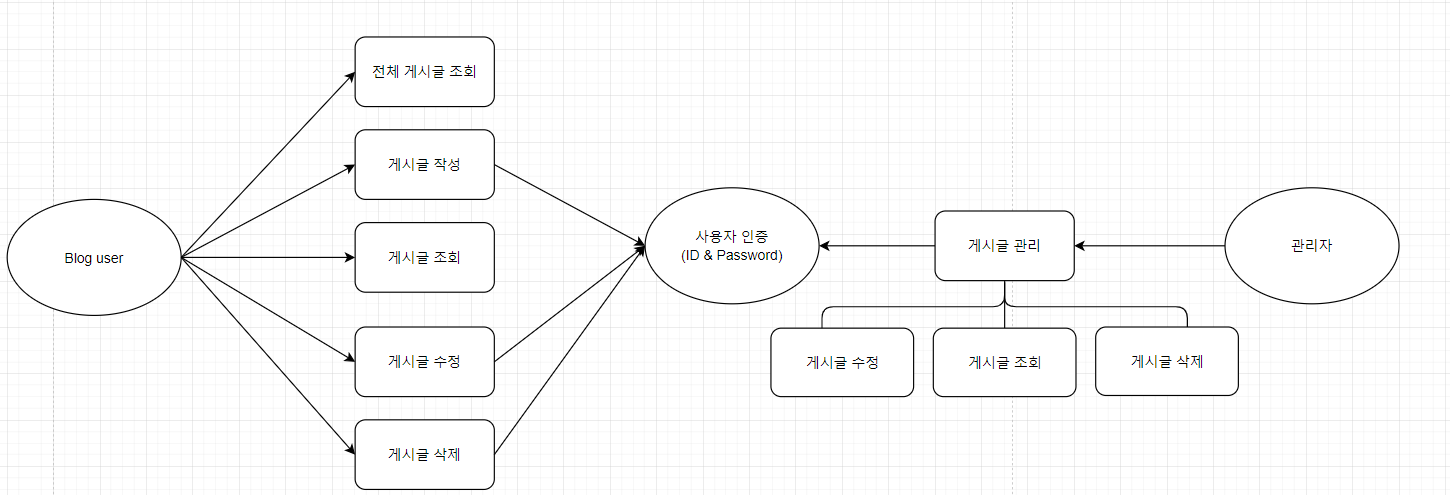 전체 게시글 조회
게시글 작성
Blog user
게시글 조회
게시글 수정
게시글 삭제
사용자 인증
(ID & Password)
게시글 관리
관리자
게시글 수정
게시글 조회
게시글 삭제